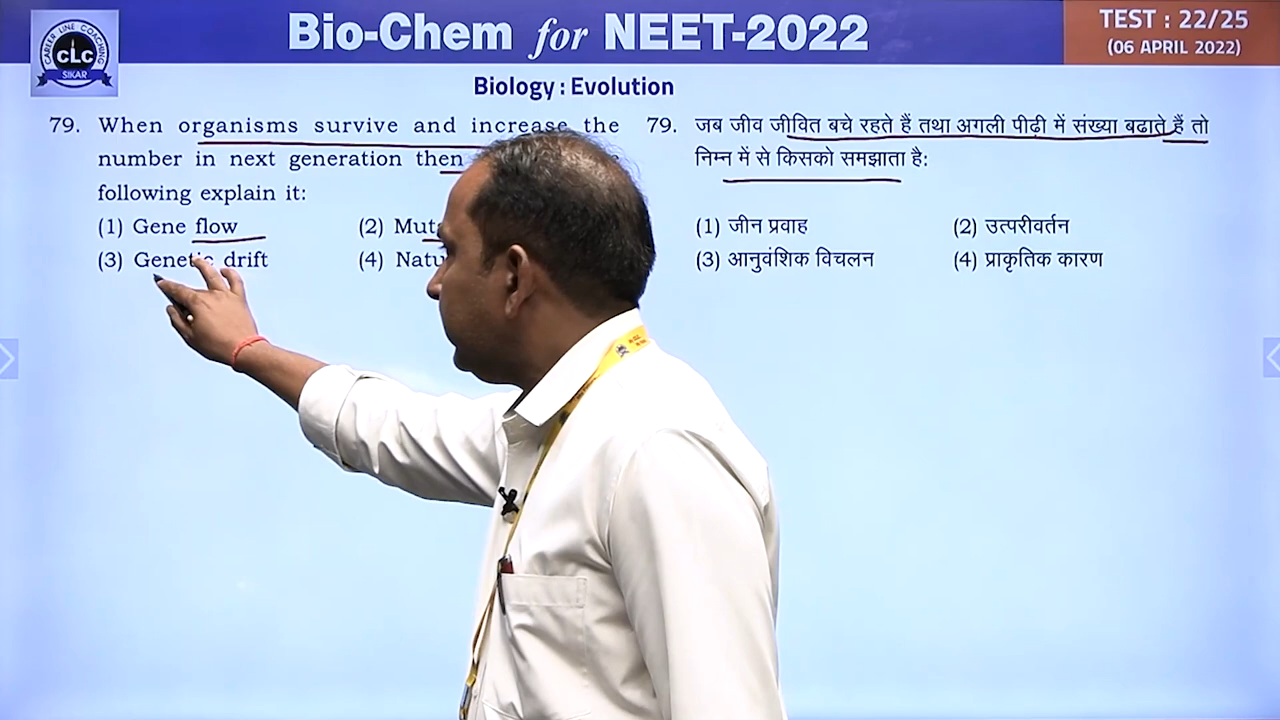 CAREER LINE COACHING
CLC
SIKAR
Bio-Chem for NEET-2022
TEST : 22/25
(06 APRIL 2022)
Biology : Evolution
79. When organisms survive and increase the
number in next generation then
following explain it:
(1) Gene flow (2)
(3) Genetic drift (4)
79. जब जीव जीवित बचे रहते हैं तथा अगली पीढ़ी में संख्या बढाते हैं तो
निम्न में से किसको समझाता है:
(1) जीन प्रवाह (2) उत्परीवर्तन
(3) आनुवंशिक विचलन (4) प्राकृतिक कारण